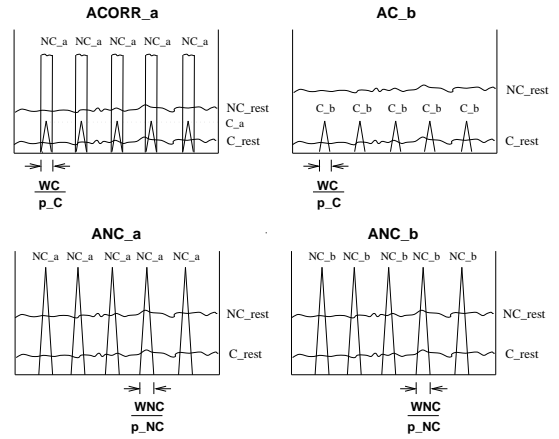 ACORR_a
AC_b
NC_a NC_a NC_a NC_a NC_a
NC_rest
C_a
C_rest
NC_rest
C_b C_b C_b C_b C_b
C_rest
WC
p_C
WC
p_C
ANC_a
ANC_b
NC_a NC_a NC_a NC_a NC_a
NC_rest
C_rest
NC_b NC_b NC_b NC_b NC_b
NC_rest
C_rest
WNC
p_NC
WNC
p_NC